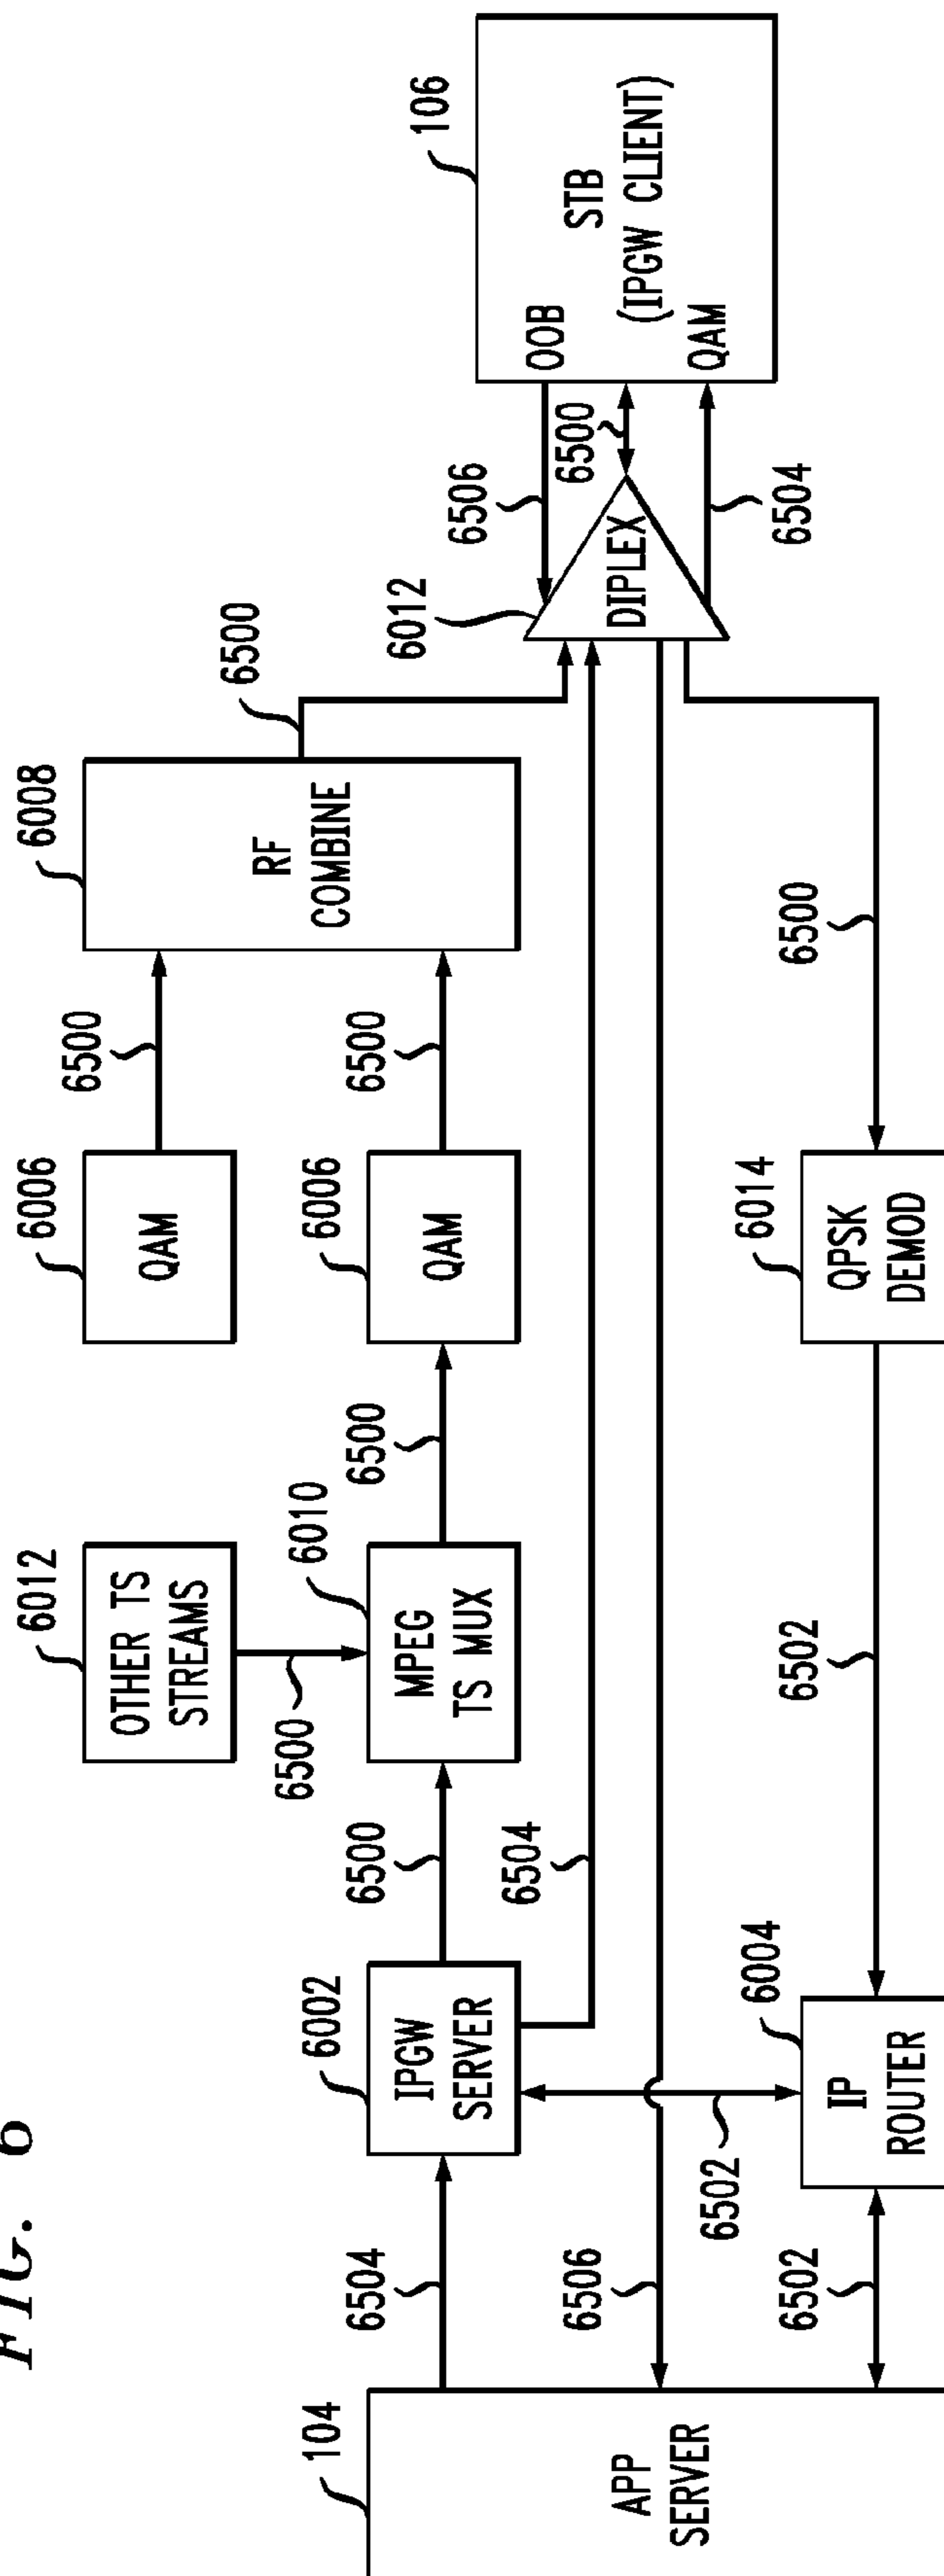 FIG. 6
6012
OTHER TS
STREAMS
6500
6006
QAM
6500
6008
RF
COMBINE
6500
104
APP
SERVER
6504
6002
IPGW
SERVER
6500
6010
MPEG
TS MUX
6500
6006
QAM
6500
6504
6506
6012
DIPLEX
6506
6500
6504
106
OOB
STB
(IPGW CLIENT)
QAM
6502
6502
6004
IP
ROUTER
6502
6014
QPSK
DEMOD
6500